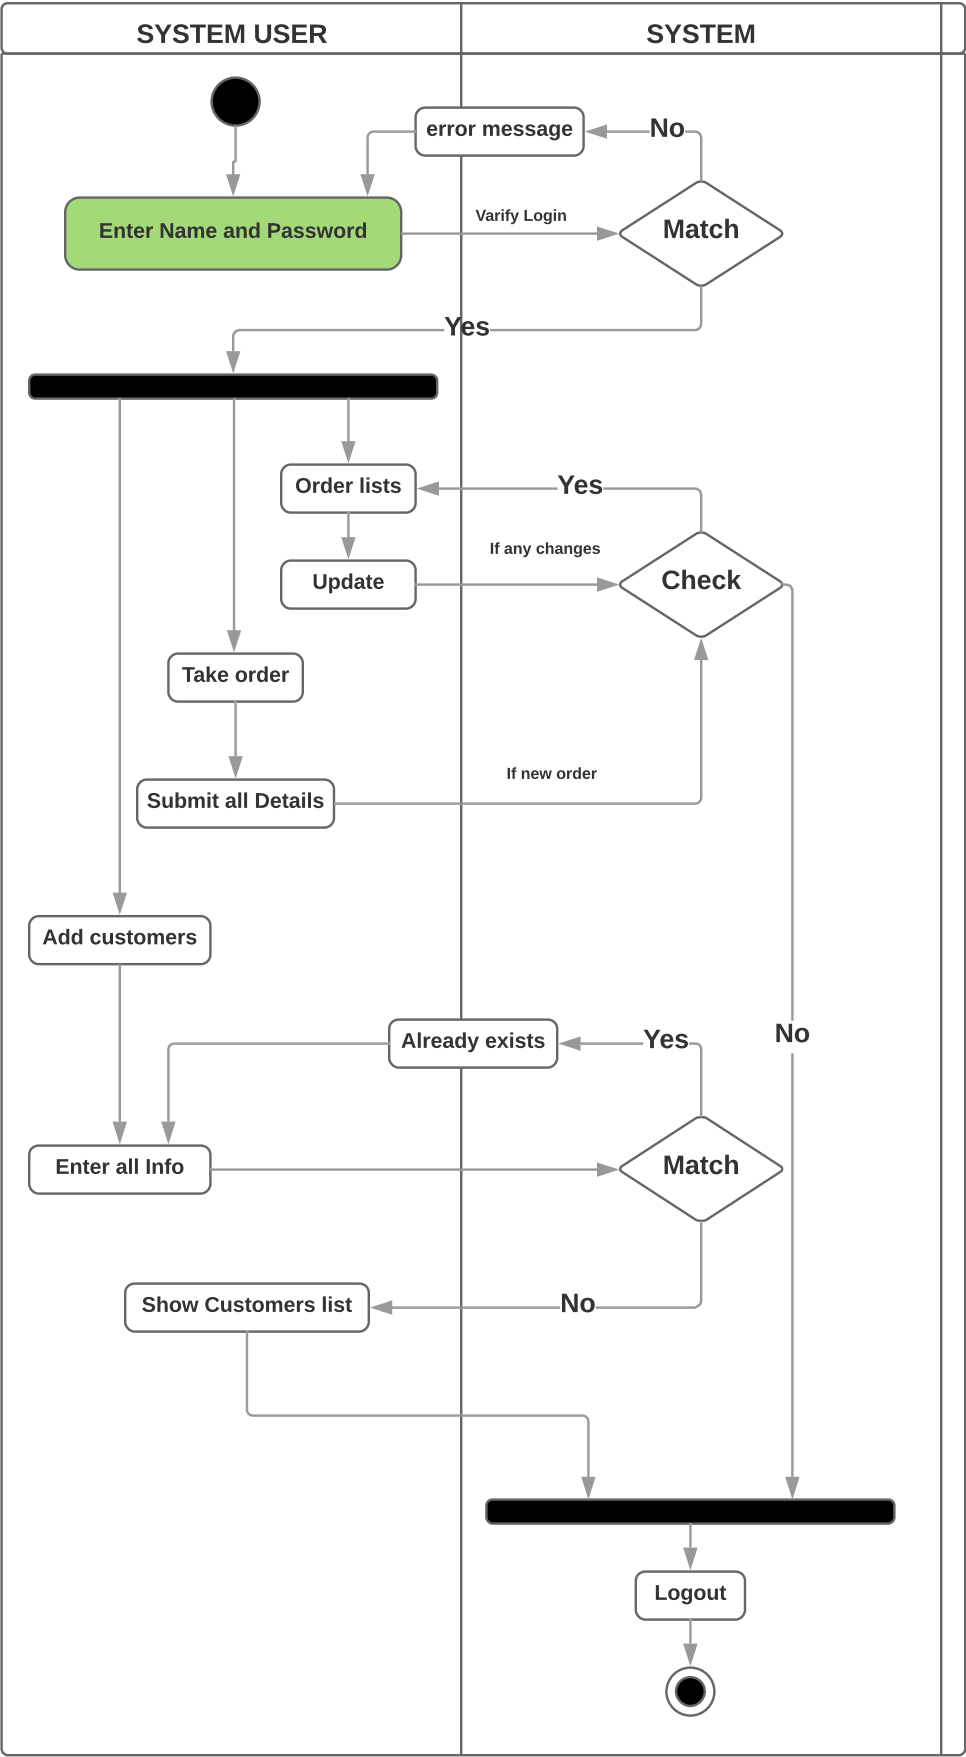 SYSTEM USER
SYSTEM
error message
No
Enter Name and Password
Varify Login
Match
Yes
Order lists
Yes
If any changes
Update
Check
Take order
If new order
Submit all Details
Add customers
No
Already exists
Yes
Enter all Info
Match
Show Customers list
No
Logout